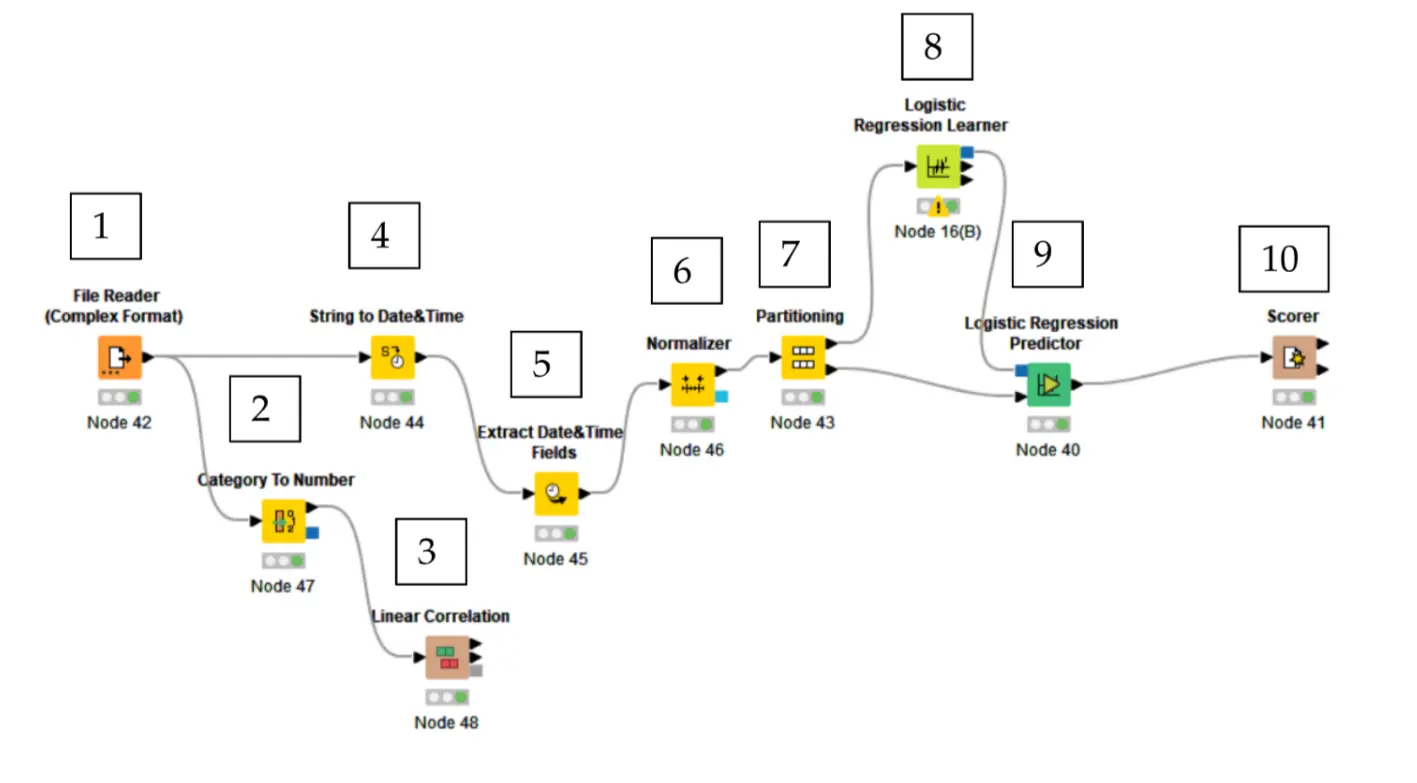 1
File Reader
(Complex Format)
Node 42
2
Category To Number
Node 47
3
Linear Correlation
Node 48
4
String to Date&Time
S
Node 44
5
Extract Date&Time
Fields
Node 45
6
Normalizer
Node 46
7
Partitioning
Node 43
8
Logistic
Regression Learner
Node 16(B)
9
Logistic Regression
Predictor
Node 40
10
Scorer
Node 41